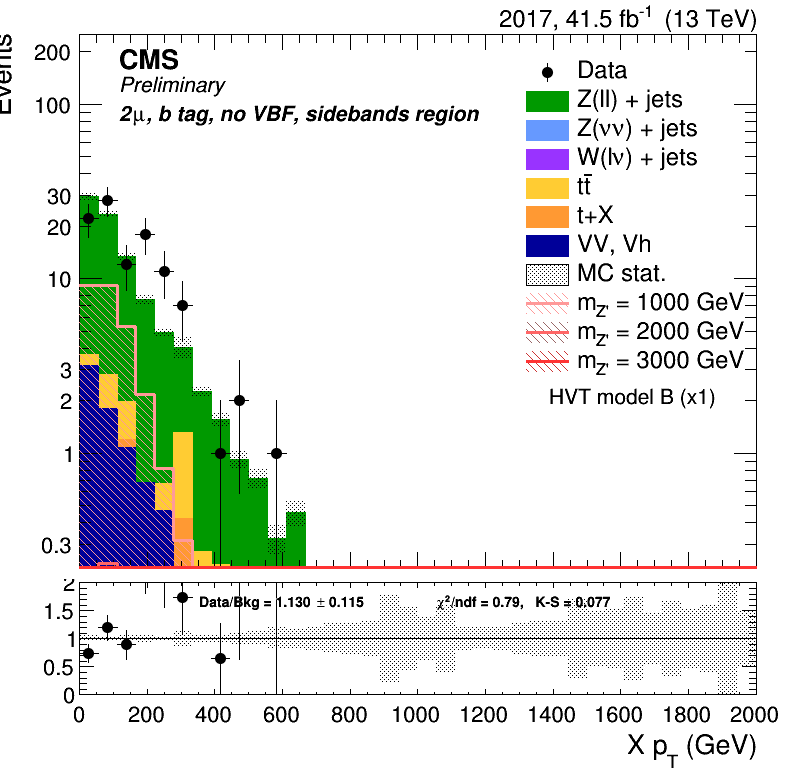 2017, 41.5 fb⁻¹ (13 TeV)
Events
CMS
Preliminary
2μ, b tag, no VBF, sidebands region
Data
Z(ll) + jets
Z(νν) + jets
W(lν) + jets
tt̄
t+X
VV, Vh
MC stat.
m_Z' = 1000 GeV
m_Z' = 2000 GeV
m_Z' = 3000 GeV
HVT model B (x1)
200
100
30
20
10
3
2
1
0.3
Data/Bkg = 1.130 ± 0.115
χ²/ndf = 0.79, K-S = 0.077
2
1.5
1
0.5
0
0 200 400 600 800 1000 1200 1400 1600 1800 2000
X p_T (GeV)